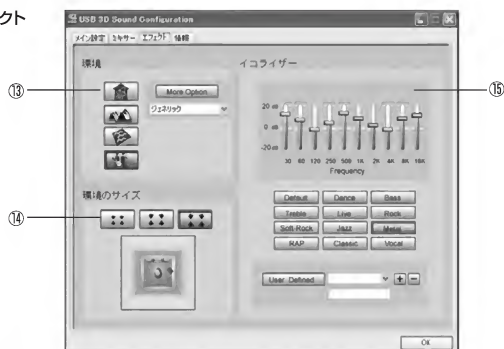 クト
USB 3D Sound Configuration
メイン設定 ミキサー エフェクト 情報
環境
More Option
ジェネリック
⑬
環境のサイズ
⑭
イコライザー
⑮
20 dB
0 dB
-20 dB
30 60 120 250 500 1K 2K 4K 8K 16K
Frequency
Default Dance Bass
Treble Live Rock
Soft Rock Jazz Metal
RAP Classic Vocal
User Defined
OK